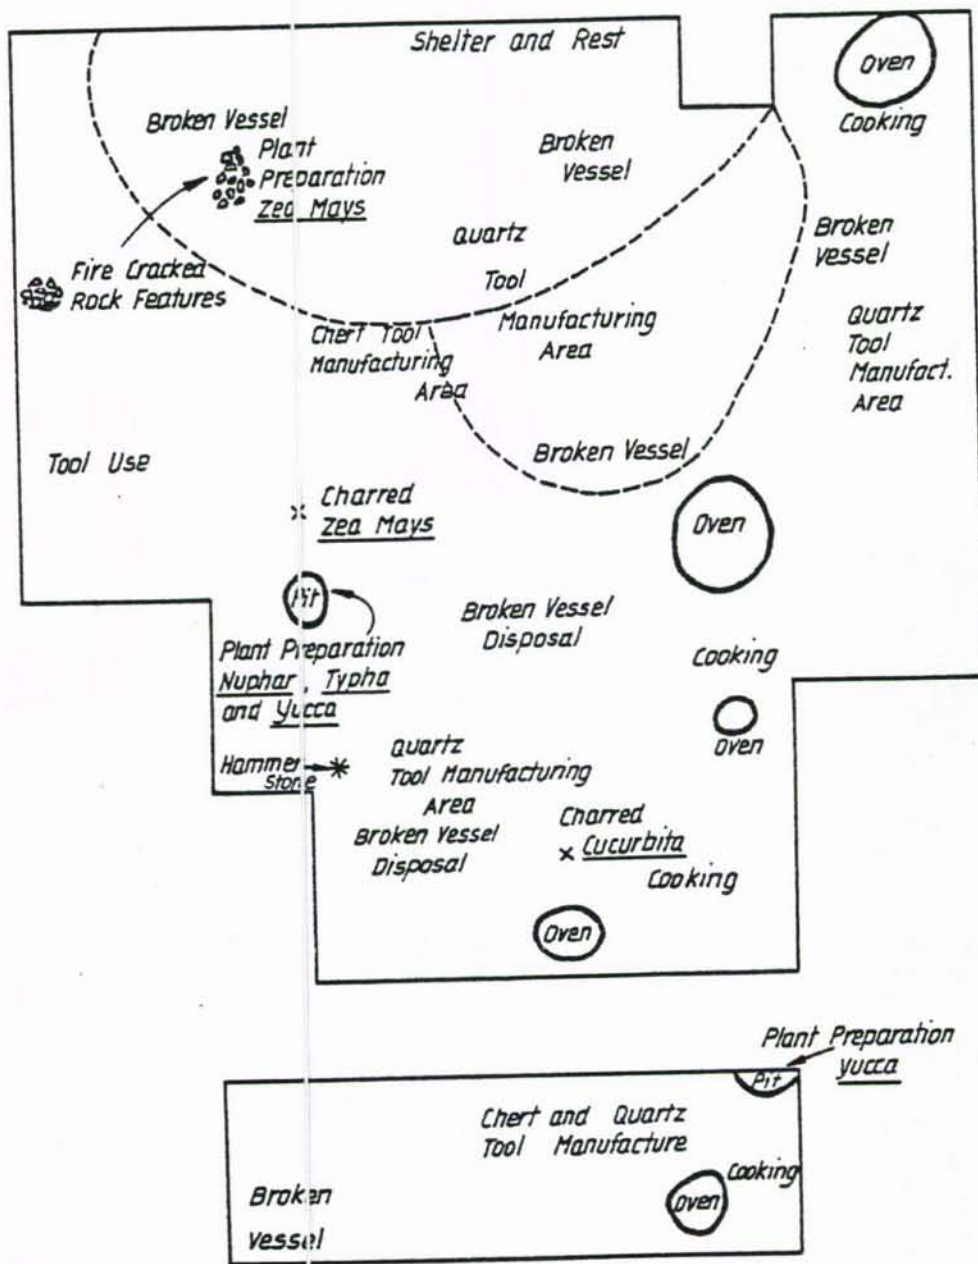 Shelter and Rest
Oven
Cooking
Broken Vessel
Plant
Preparation
Zea Mays
Broken
Vessel
Quartz
Tool
Manufacturing
Area
Broken
Vessel
Fire Cracked
Rock Features
Chert Tool
Manufacturing
Area
Quartz
Tool
Manufact.
Area
Tool Use
Broken Vessel
Charred
Zea Mays
Oven
Pit
Broken Vessel
Disposal
Plant Preparation
Nuphar, Typha
and Yucca
Cooking
Oven
Hammer
Stone
Quartz
Tool Manufacturing
Area
Broken Vessel
Disposal
Charred
Cucurbita
Cooking
Oven
Plant Preparation
Yucca
Pit
Chert and Quartz
Tool Manufacture
Cooking
Oven
Broken
Vessel